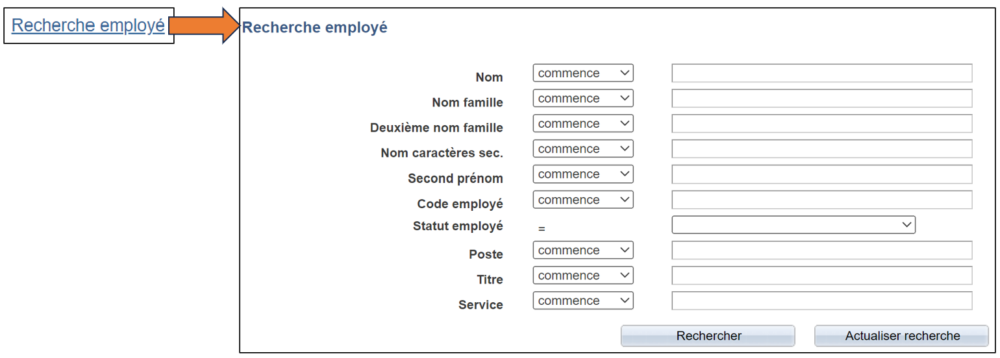 Recherche employé
Recherche employé
Nom commence
Nom famille commence
Deuxième nom famille commence
Nom caractères sec. commence
Second prénom commence
Code employé commence
Statut employé =
Poste commence
Titre commence
Service commence
Rechercher Actualiser recherche